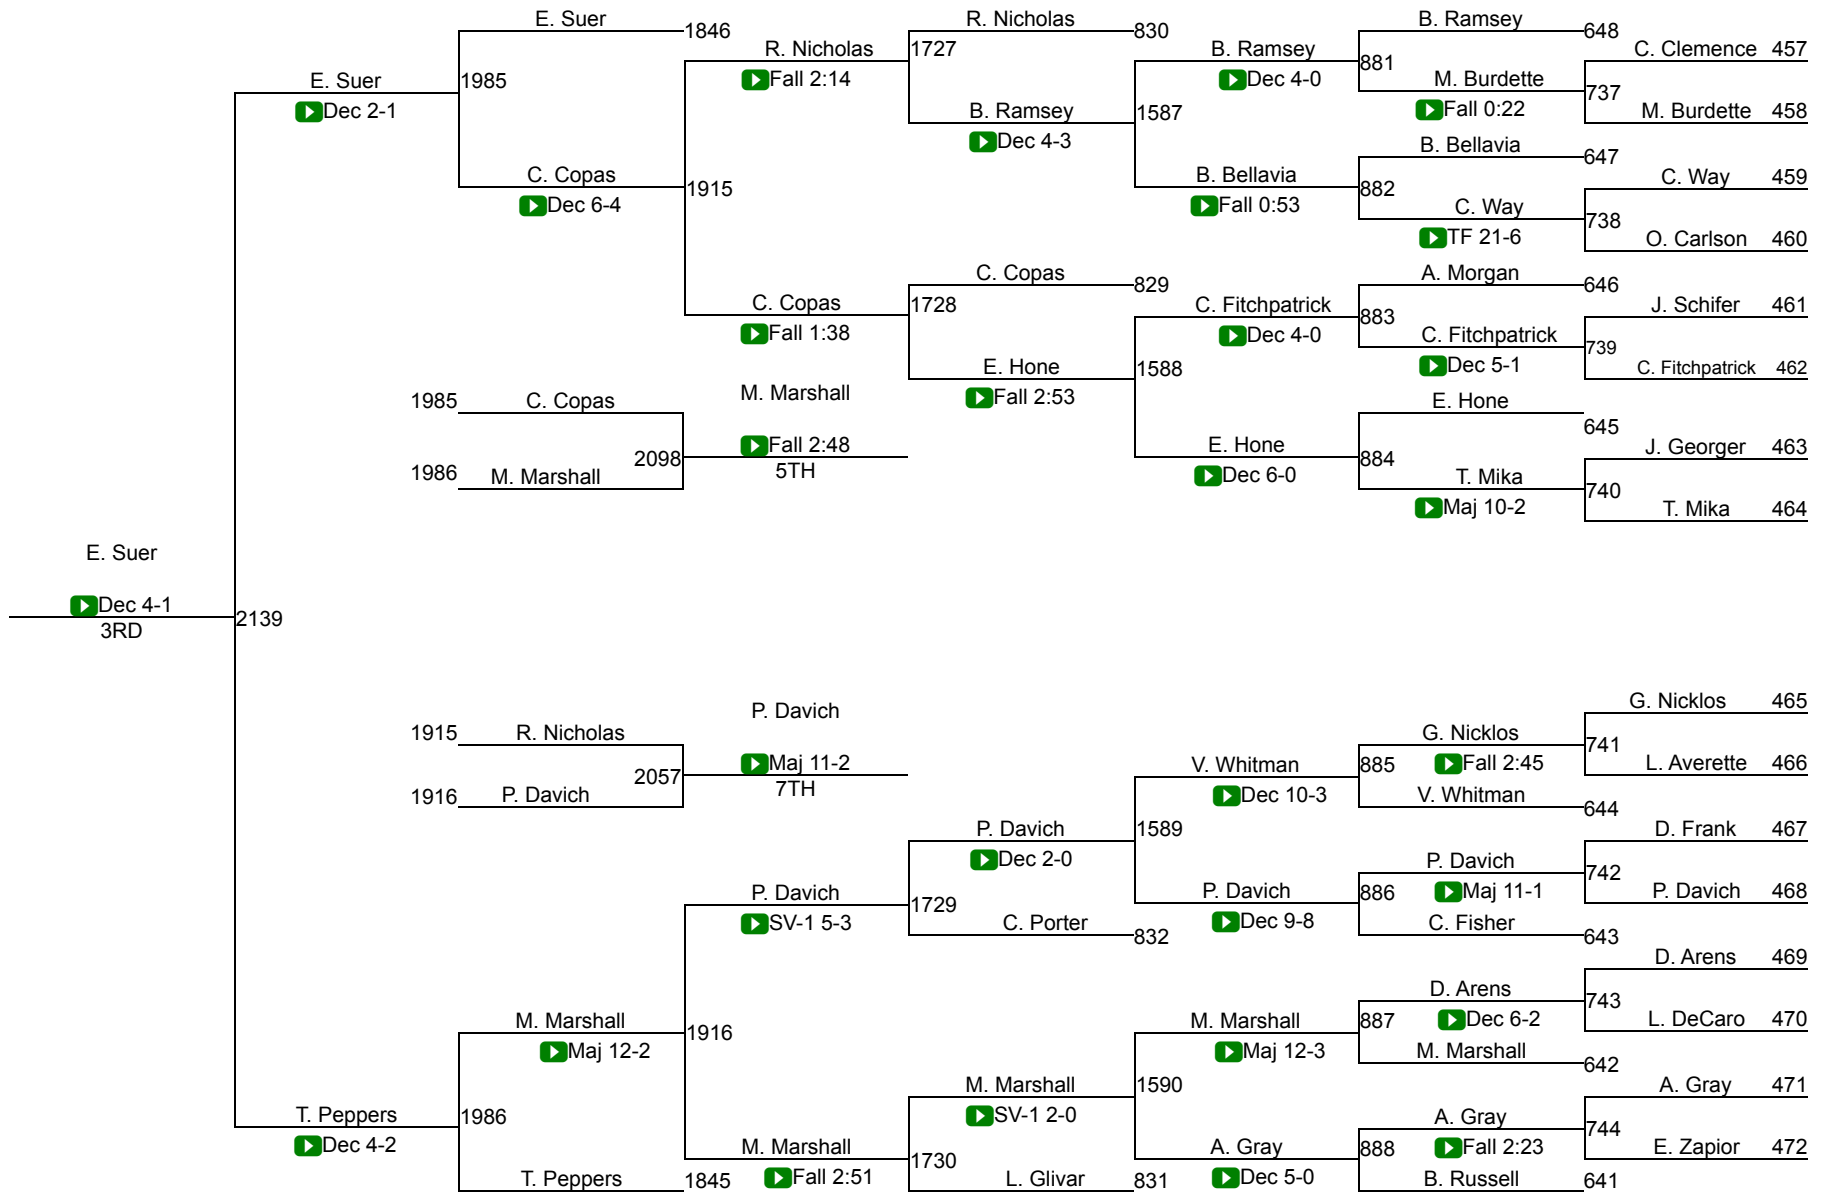 E. Suer
1846
R. Nicholas
830
B. Ramsey
648
R. Nicholas
1727
B. Ramsey
881
C. Clemence 457
E. Suer
1985
Fall 2:14
Dec 4-0
M. Burdette
737
Dec 2-1
B. Ramsey
1587
Fall 0:22
M. Burdette 458
Dec 4-3
B. Bellavia
647
C. Copas
1915
B. Bellavia
882
C. Way 459
Dec 6-4
Fall 0:53
C. Way
738
TF 21-6
O. Carlson 460
C. Copas
829
A. Morgan
646
C. Copas
1728
C. Fitchpatrick
883
J. Schifer 461
Fall 1:38
Dec 4-0
C. Fitchpatrick
739
E. Hone
1588
Dec 5-1
C. Fitchpatrick 462
1985
C. Copas
M. Marshall
Fall 2:53
E. Hone
645
Fall 2:48
E. Hone
884
J. Georger 463
1986
M. Marshall
2098
5TH
Dec 6-0
T. Mika
740
Maj 10-2
T. Mika 464
E. Suer
Dec 4-1
2139
3RD
P. Davich
G. Nicklos 465
1915
R. Nicholas
G. Nicklos
741
2057
Maj 11-2
V. Whitman
885
Fall 2:45
L. Averette 466
1916
P. Davich
7TH
Dec 10-3
V. Whitman
644
P. Davich
1589
D. Frank 467
Dec 2-0
P. Davich
742
P. Davich
1729
P. Davich
886
Maj 11-1
P. Davich 468
SV-1 5-3
C. Porter
832
Dec 9-8
C. Fisher
643
D. Arens 469
M. Marshall
1916
M. Marshall
887
D. Arens
743
Maj 12-2
Maj 12-3
Dec 6-2
L. DeCaro 470
M. Marshall
642
M. Marshall
1590
A. Gray 471
T. Peppers
1986
SV-1 2-0
A. Gray
744
Dec 4-2
M. Marshall
1730
A. Gray
888
Fall 2:23
E. Zapior 472
T. Peppers
1845
Fall 2:51
L. Glivar
831
Dec 5-0
B. Russell
641